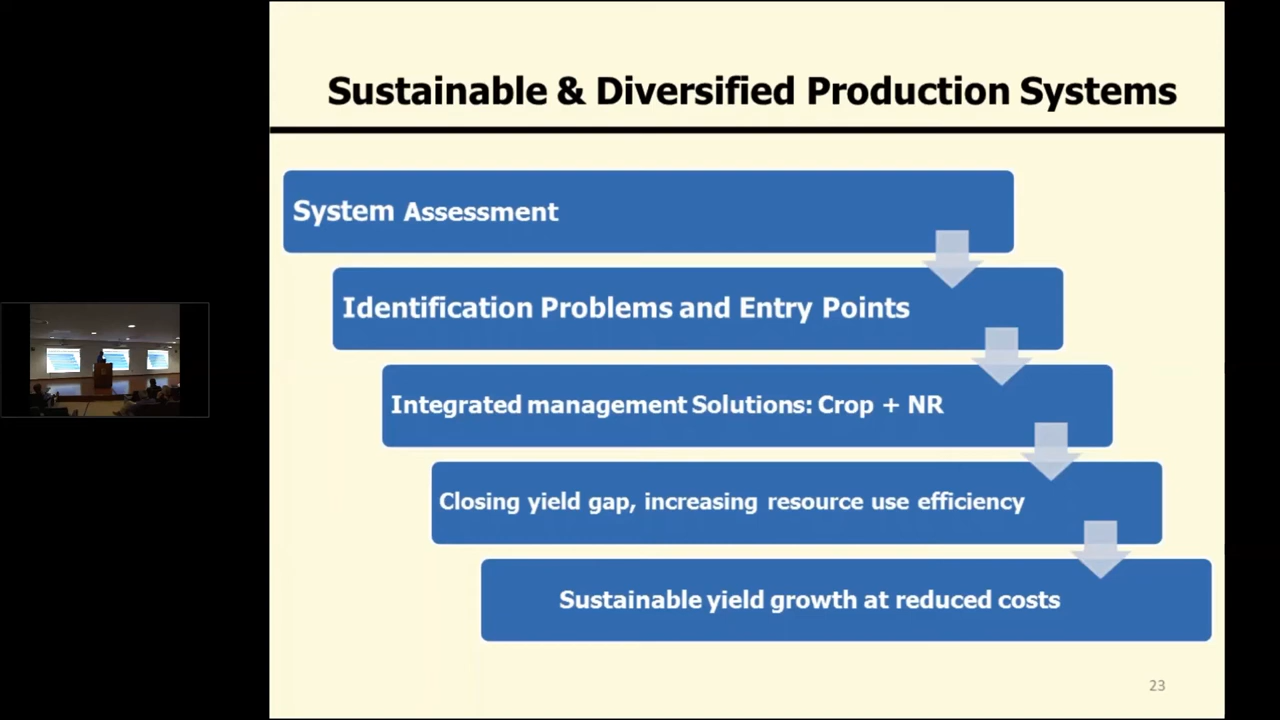 Sustainable & Diversified Production Systems
System Assessment
Identification Problems and Entry Points
Integrated management Solutions: Crop + NR
Closing yield gap, increasing resource use efficiency
Sustainable yield growth at reduced costs
23